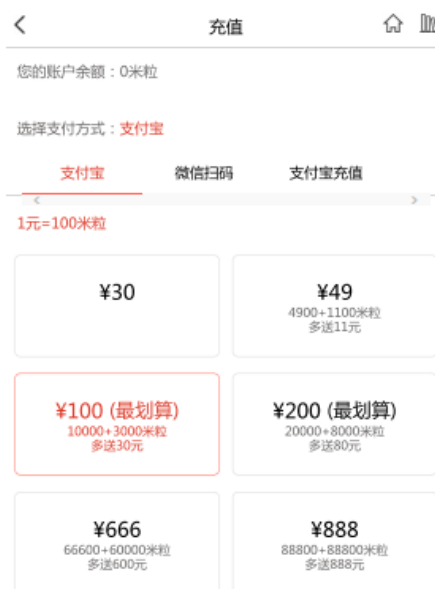 充值
您的账户余额：0米粒
选择支付方式：支付宝
支付宝 微信扫码 支付宝充值
1元=100米粒
¥30
¥49
4900+1100米粒
多送11元
¥100 (最划算)
10000+3000米粒
多送30元
¥200 (最划算)
20000+8000米粒
多送80元
¥666
66600+60000米粒
多送600元
¥888
88800+88800米粒
多送888元